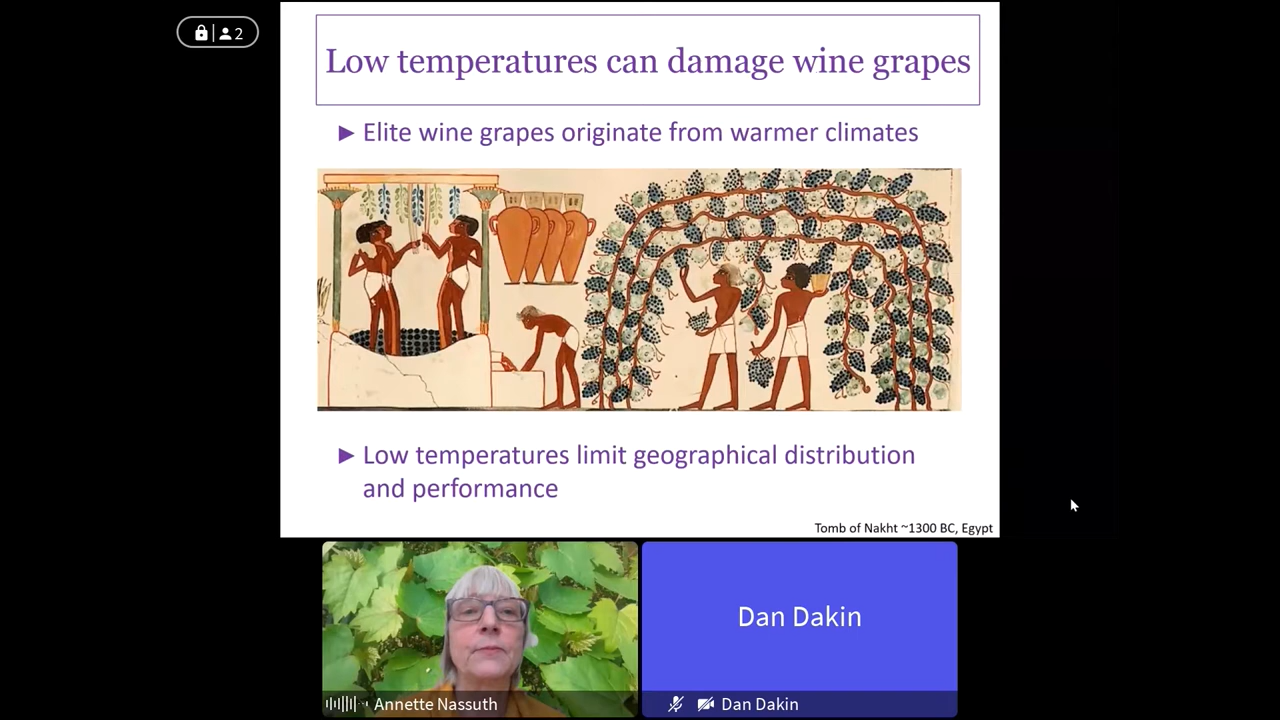 2
Low temperatures can damage wine grapes
► Elite wine grapes originate from warmer climates
► Low temperatures limit geographical distribution
and performance
Tomb of Nakht ~1300 BC, Egypt
Dan Dakin
Annette Nassuth
Dan Dakin